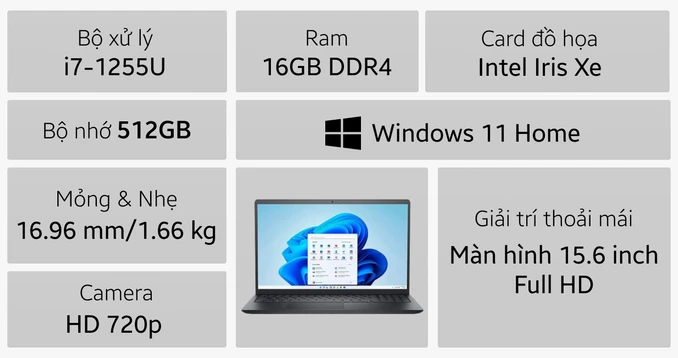 Bộ xử lý
i7-1255U
Ram
16GB DDR4
Card đồ họa
Intel Iris Xe
Bộ nhớ 512GB
Windows 11 Home
Mỏng & Nhẹ
16.96 mm/1.66 kg
Giải trí thoải mái
Màn hình 15.6 inch
Full HD
Camera
HD 720p